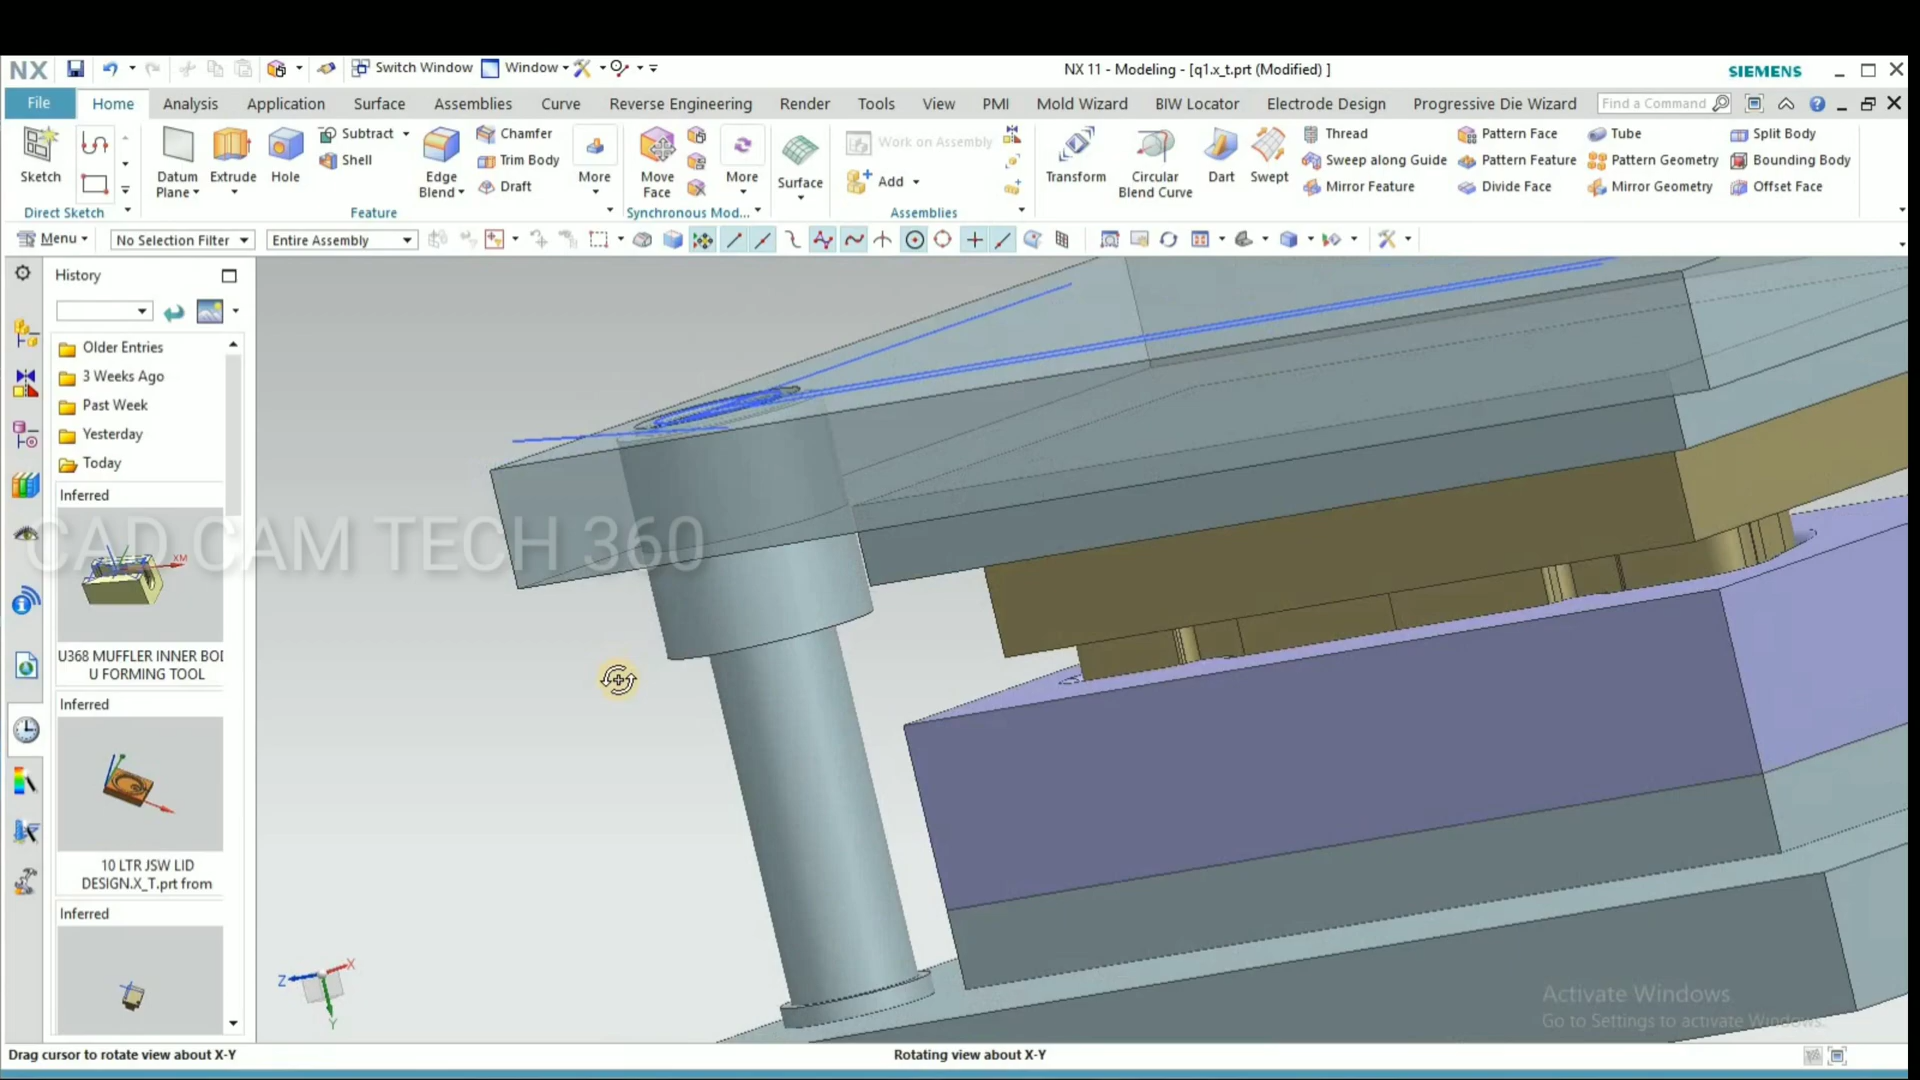 NX
Switch Window
Window
NX 11 - Modeling - [q1.x_t.prt (Modified) ]
SIEMENS
File
Home
Analysis
Application
Surface
Assemblies
Curve
Reverse Engineering
Render
Tools
View
PMI
Mold Wizard
BIW Locator
Electrode Design
Progressive Die Wizard
Find a Command
Sketch
Direct Sketch
Datum Plane
Extrude
Hole
Subtract
Shell
Edge Blend
Chamfer
Trim Body
Draft
More
Feature
Move Face
More
Synchronous Mod...
Surface
Work on Assembly
Add
Assemblies
Transform
Circular Blend Curve
Dart
Swept
Thread
Sweep along Guide
Mirror Feature
Pattern Face
Pattern Feature
Divide Face
Tube
Pattern Geometry
Mirror Geometry
Split Body
Bounding Body
Offset Face
Menu
No Selection Filter
Entire Assembly
History
Older Entries
3 Weeks Ago
Past Week
Yesterday
Today
Inferred
XM
U368 MUFFLER INNER BOD
U FORMING TOOL
Inferred
10 LTR JSW LID
DESIGN.X_T.prt from
Inferred
CAD CAM TECH 360
Z
X
Y
Activate Windows
Go to Settings to activate Windows.
Drag cursor to rotate view about X-Y
Rotating view about X-Y